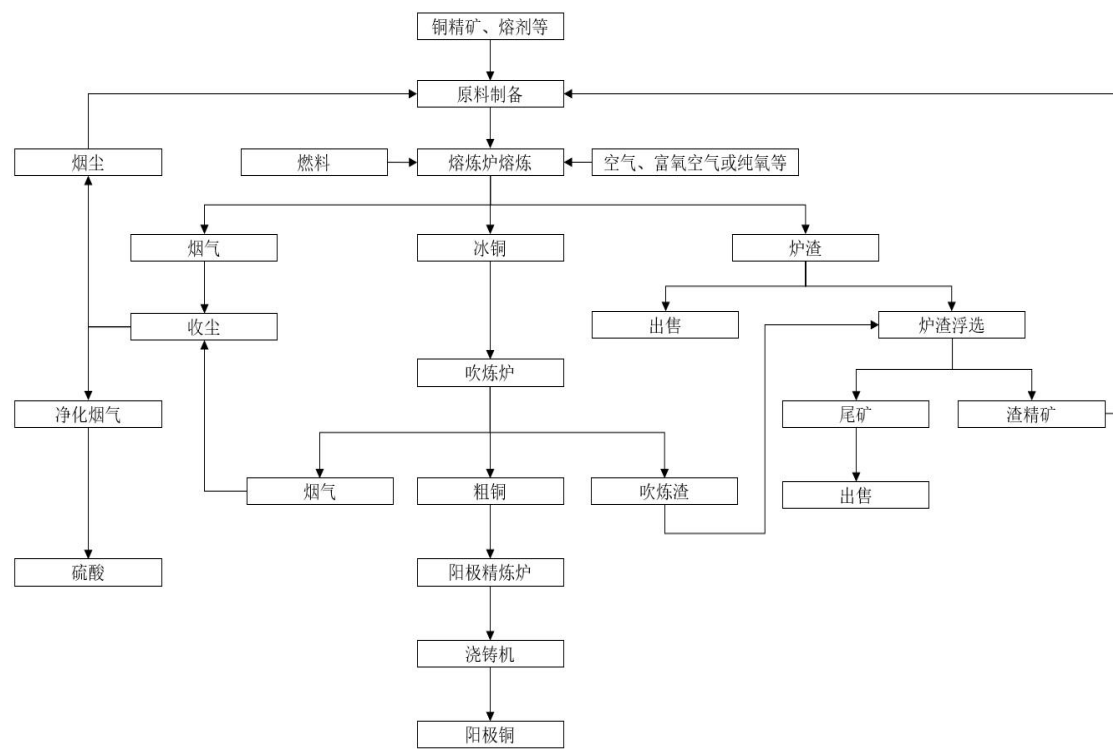 铜精矿、熔剂等
原料制备
烟尘
燃料
熔炼炉熔炼
空气、富氧空气或纯氧等
烟气
冰铜
炉渣
收尘
出售
炉渣浮选
吹炼炉
净化烟气
尾矿
渣精矿
烟气
粗铜
吹炼渣
出售
硫酸
阳极精炼炉
浇铸机
阳极铜